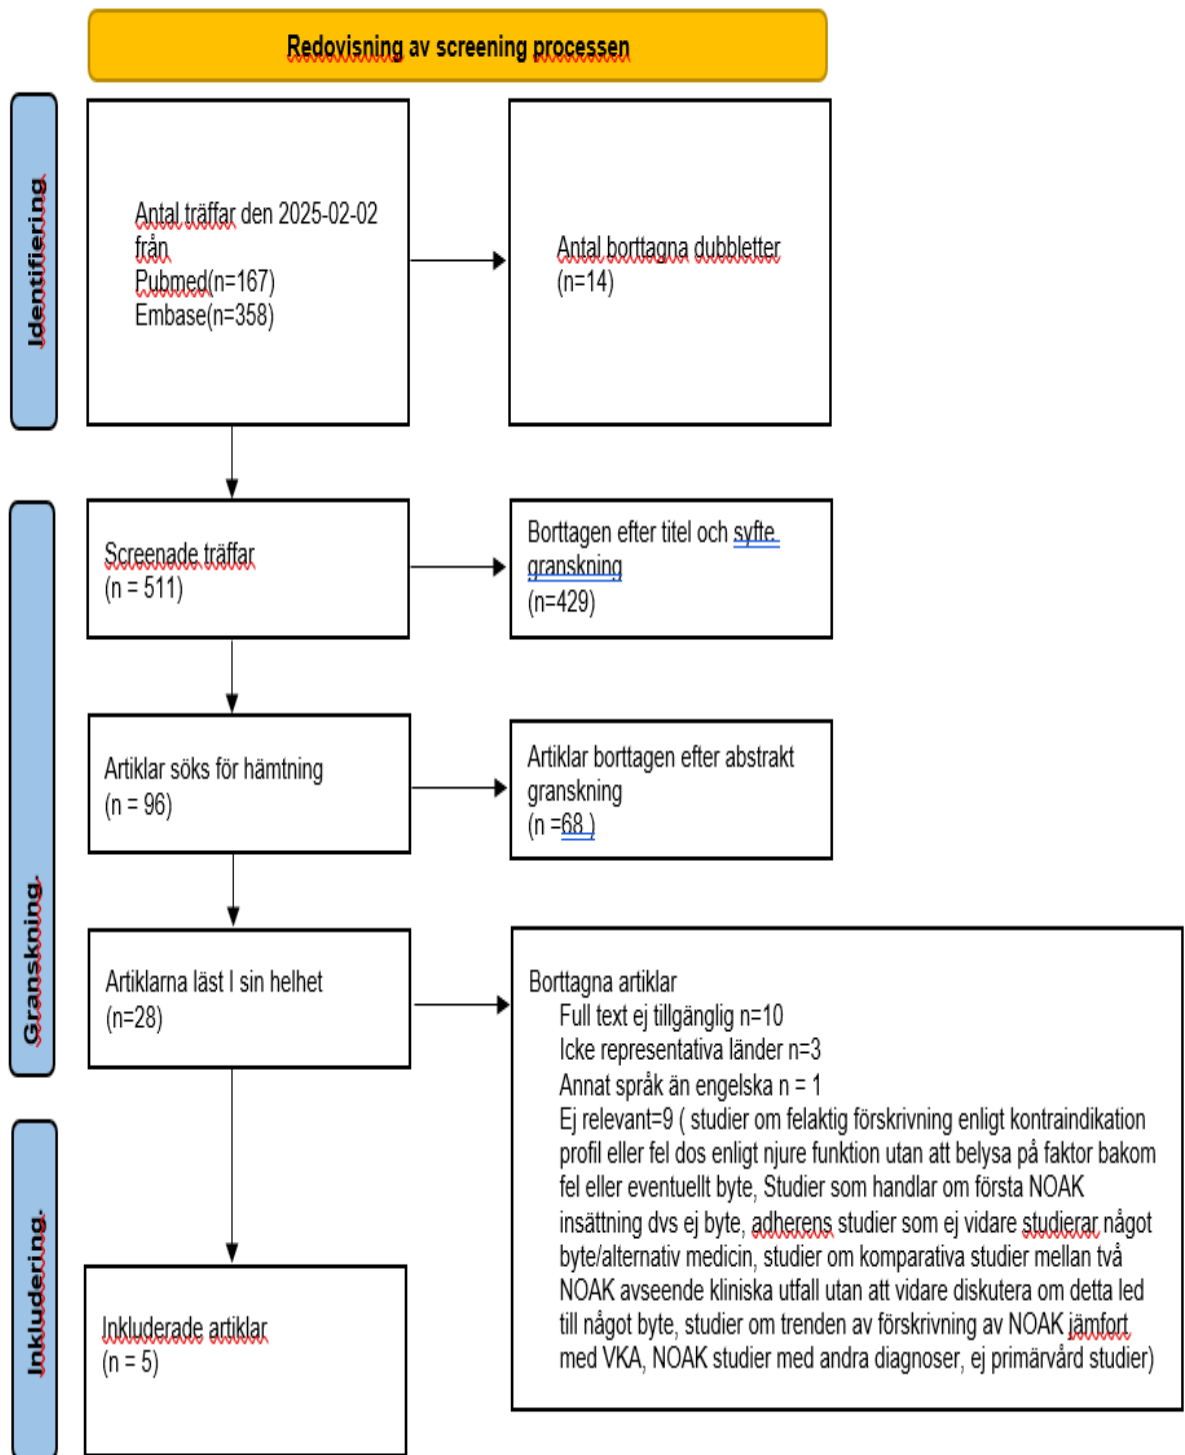 Redovisning av screening processen
Identifiering
Antal träffar den 2025-02-02
från
Pubmed(n=167)
Embase(n=358)
Antal borttagna dubbletter
(n=14)
Granskning.
Screenade träffar
(n = 511)
Borttagen efter titel och syfte
granskning
(n=429)
Artiklar söks för hämtning
(n = 96)
Artiklar borttagen efter abstrakt
granskning
(n =68 )
Artiklarna läst I sin helhet
(n=28)
Borttagna artiklar
Full text ej tillgänglig n=10
Icke representativa länder n=3
Annat språk än engelska n = 1
Ej relevant=9 ( studier om felaktig förskrivning enligt kontraindikation
profil eller fel dos enligt njure funktion utan att belysa på faktor bakom
fel eller eventuellt byte, Studier som handlar om första NOAK
insättning dvs ej byte, adherens studier som ej vidare studierar något
byte/alternativ medicin, studier om komparativa studier mellan två
NOAK avseende kliniska utfall utan att vidare diskutera om detta led
till något byte, studier om trenden av förskrivning av NOAK jämfort
med VKA, NOAK studier med andra diagnoser, ej primärvård studier)
Inkludering.
Inkluderade artiklar
(n = 5)